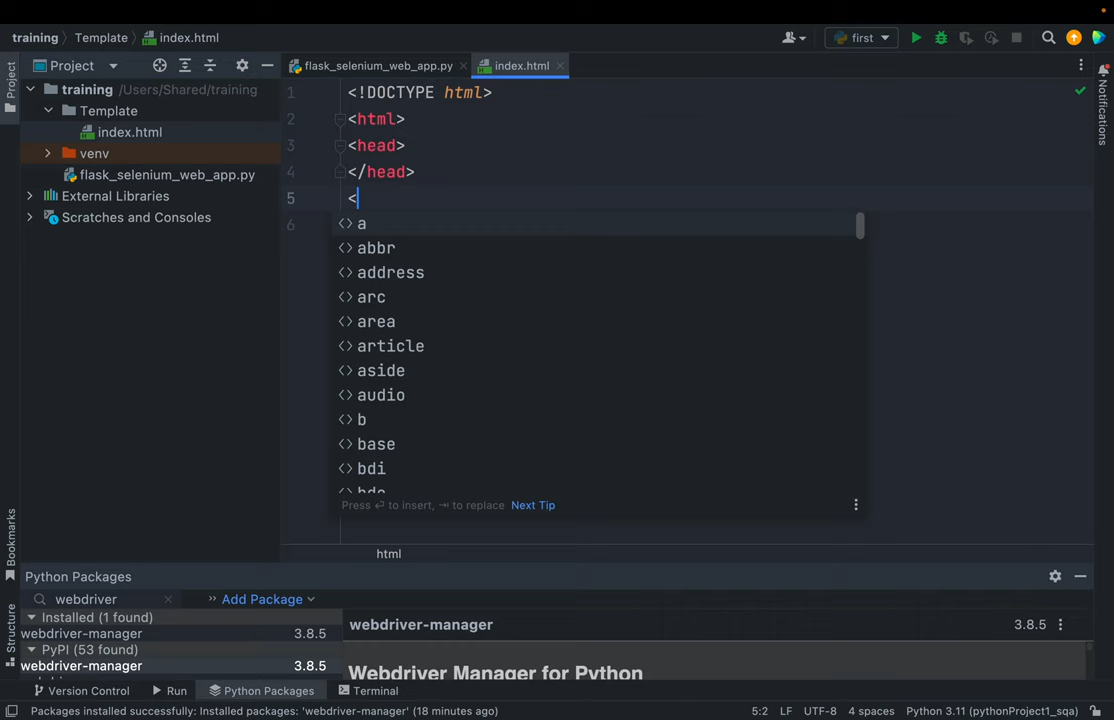 training Template index.html first
Project flask_selenium_web_app.py index.html
training /Users/Shared/training
Template
index.html
venv
flask_selenium_web_app.py
External Libraries
Scratches and Consoles
Project
Bookmarks
Structure
1 <!DOCTYPE html>
2 <html>
3 <head>
4 </head>
5 <
6
a
abbr
address
arc
area
article
aside
audio
b
base
bdi
bdo
Press ⏎ to insert, ⇥ to replace Next Tip
html
Notifications
Python Packages
webdriver Add Package
Installed (1 found)
webdriver-manager 3.8.5
PyPI (53 found)
webdriver-manager 3.8.5
webdriver-manager 3.8.5
Webdriver Manager for Python
Version Control Run Python Packages Terminal
Packages installed successfully: Installed packages: 'webdriver-manager' (18 minutes ago) 5:2 LF UTF-8 4 spaces Python 3.11 (pythonProject1_sqa)